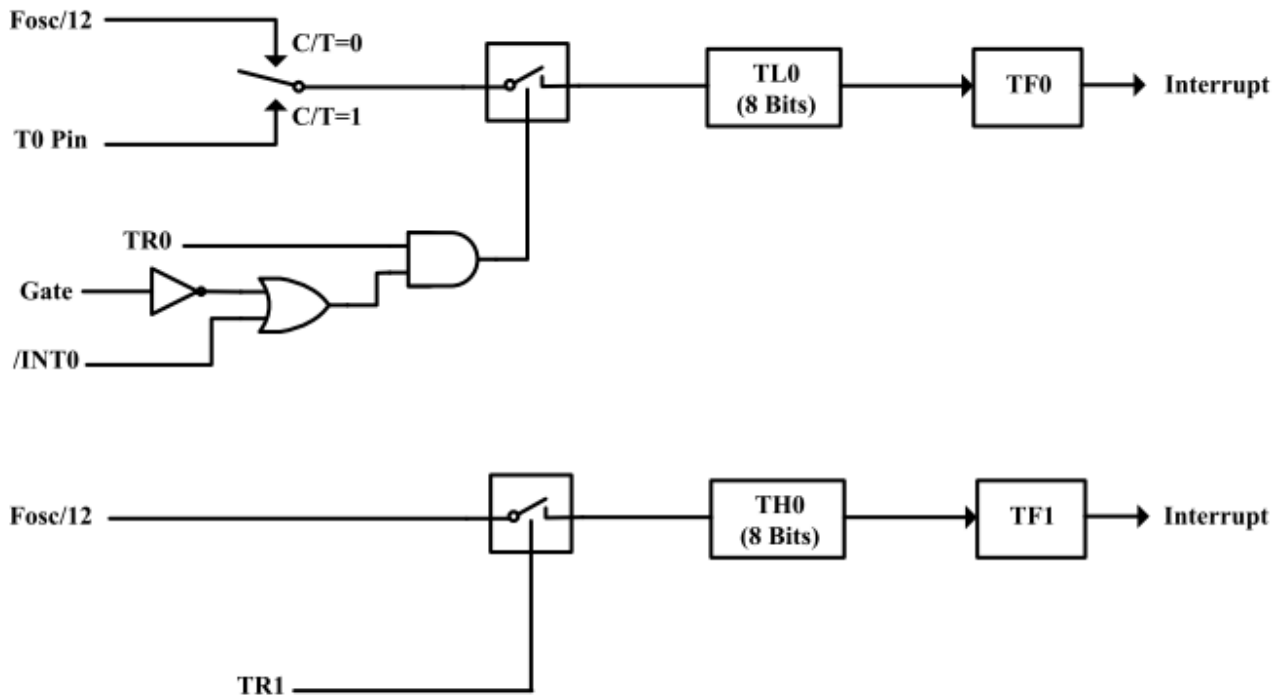 Fosc/12
C/T=0
C/T=1
T0 Pin
TL0
(8 Bits)
TF0
Interrupt
TR0
Gate
/INT0
Fosc/12
TH0
(8 Bits)
TF1
Interrupt
TR1